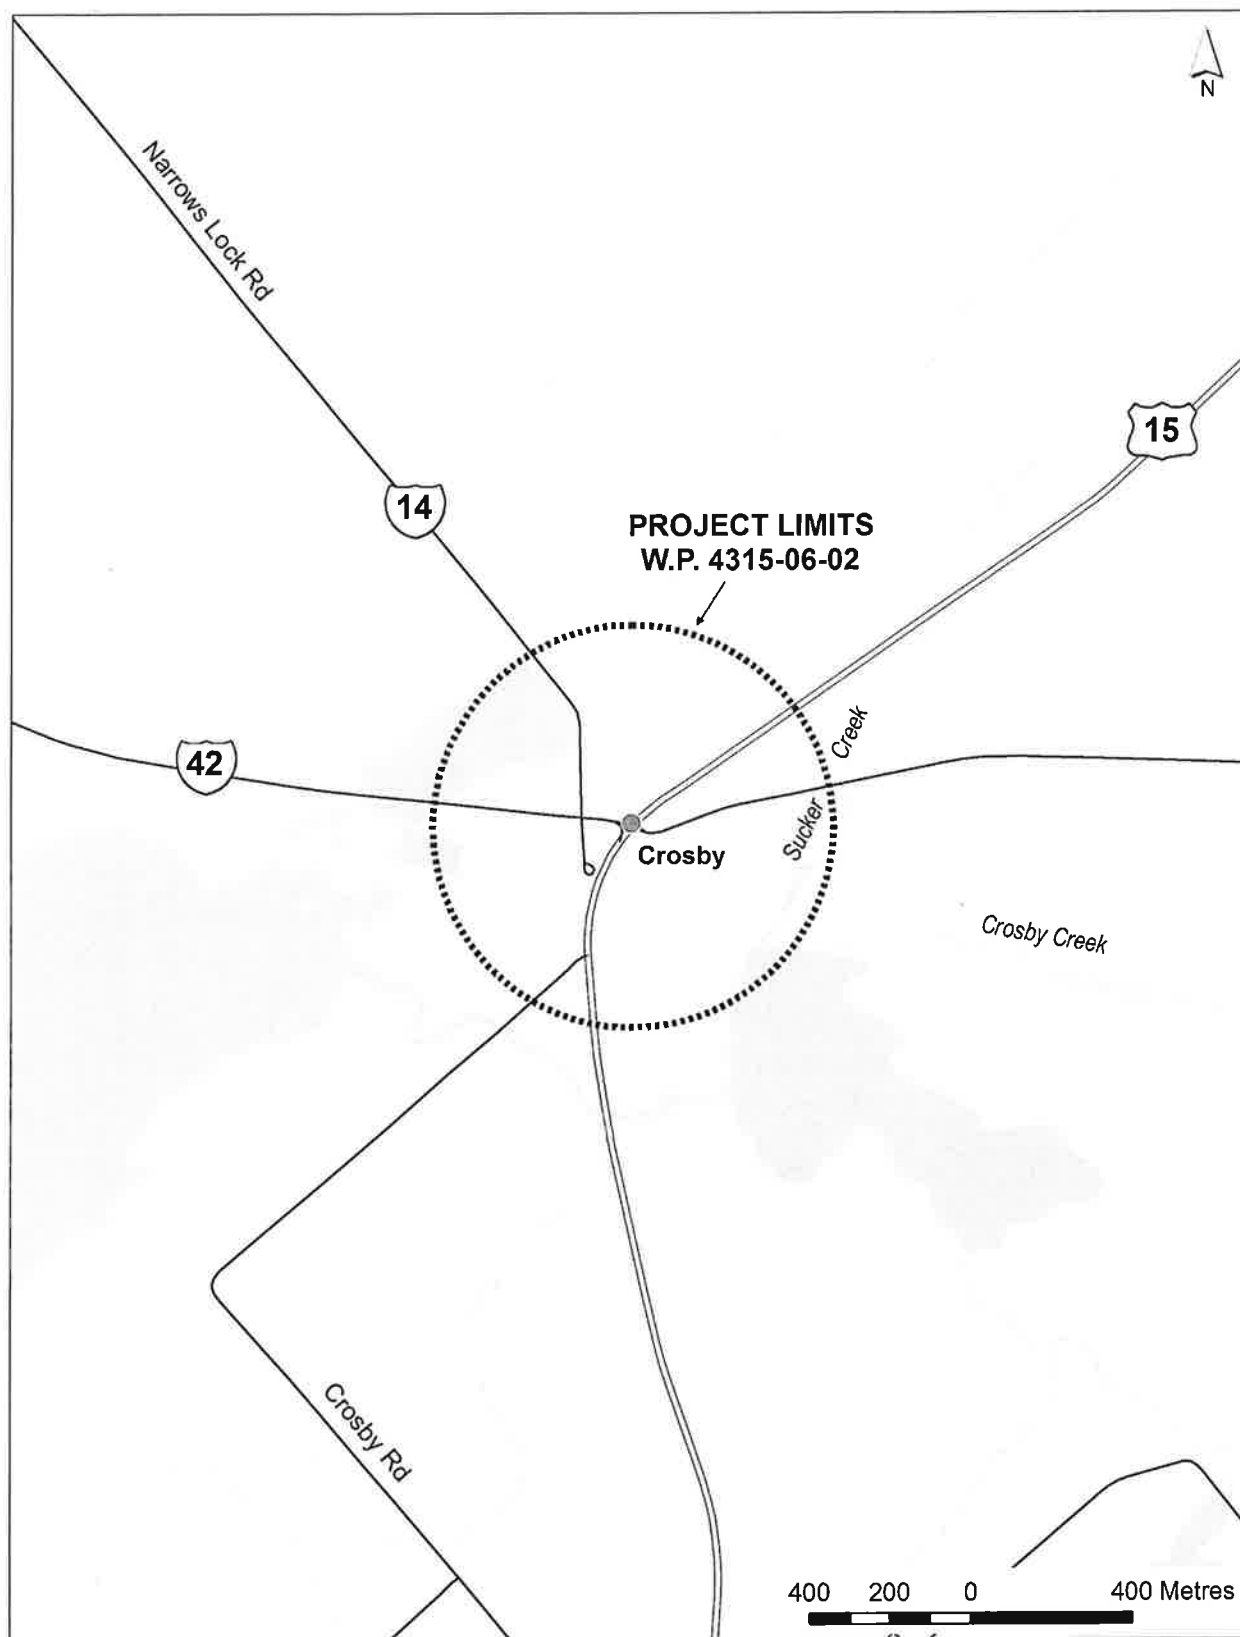 N
Narrows Lock Rd
15
14
PROJECT LIMITS
W.P. 4315-06-02
Creek
42
Sucker
Crosby
Crosby Creek
Crosby Rd
400 200 0 400 Metres